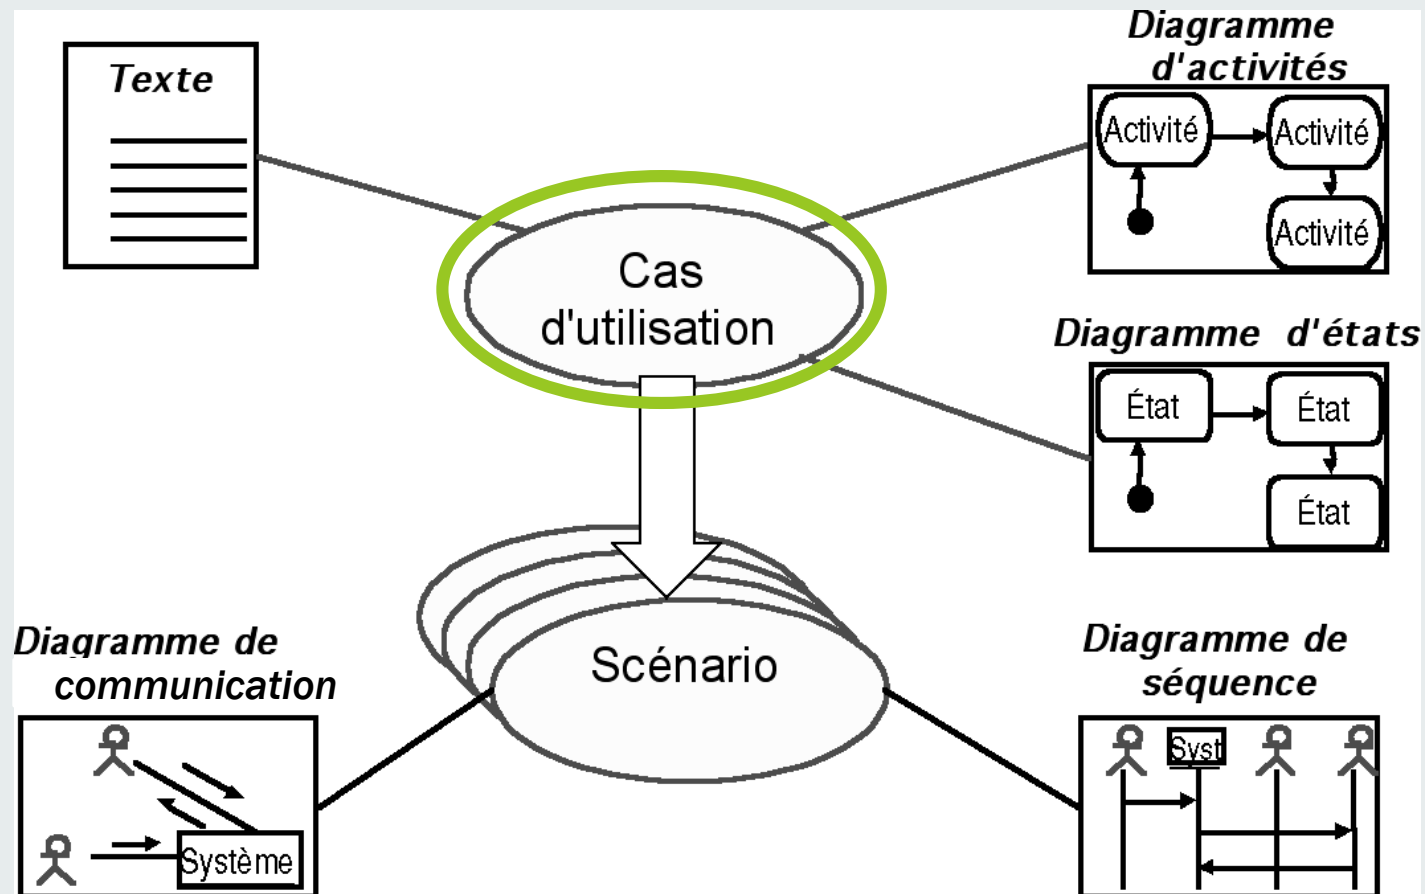 Texte
Diagramme
d'activités
Activité
Activité
Activité
Cas
d'utilisation
Diagramme d'états
État
État
État
Scénario
Diagramme de
communication
Système
Diagramme de
séquence
Syst